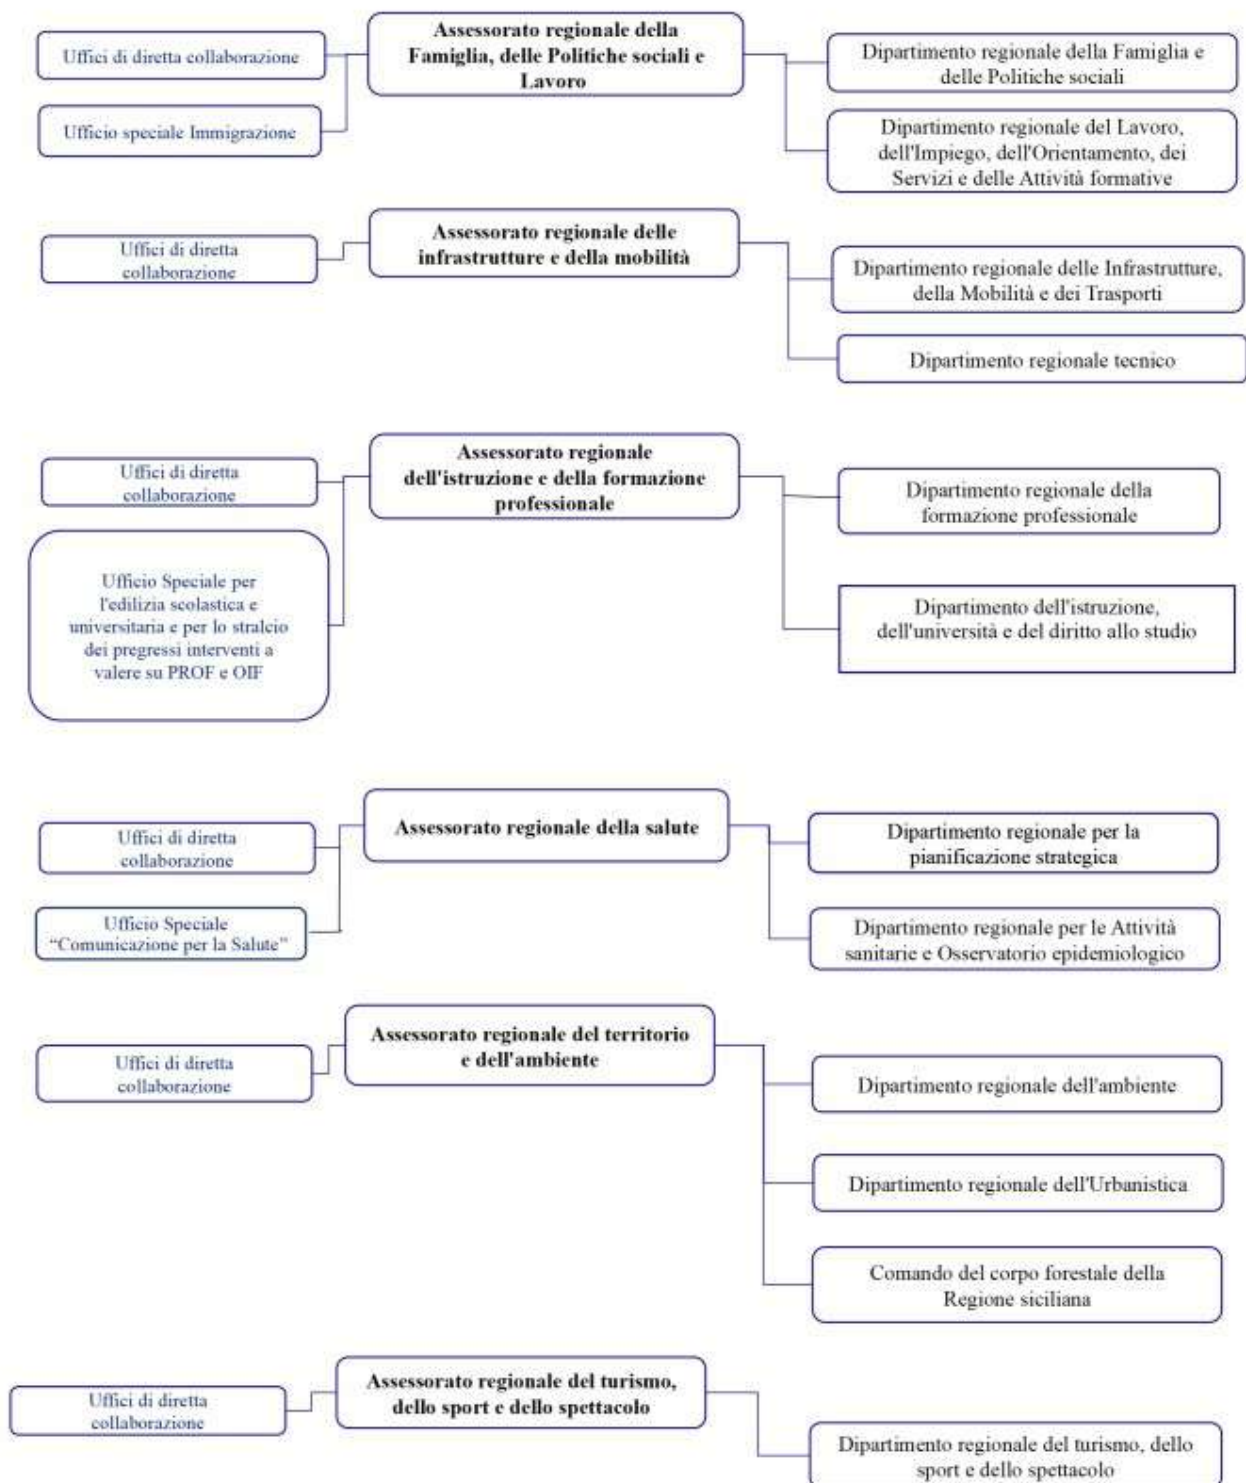 Assessorato regionale della
Famiglia, delle Politiche sociali e
Lavoro
Uffici di diretta collaborazione
Ufficio speciale Immigrazione
Dipartimento regionale della Famiglia e
delle Politiche sociali
Dipartimento regionale del Lavoro,
dell'Impiego, dell'Orientamento, dei
Servizi e delle Attività formative
Assessorato regionale delle
infrastrutture e della mobilità
Uffici di diretta
collaborazione
Dipartimento regionale delle Infrastrutture,
della Mobilità e dei Trasporti
Dipartimento regionale tecnico
Assessorato regionale
dell'istruzione e della formazione
professionale
Uffici di diretta
collaborazione
Ufficio Speciale per
l'edilizia scolastica e
universitaria e per lo stralcio
dei pregressi interventi a
valere su PROF e OIF
Dipartimento regionale della
formazione professionale
Dipartimento dell'istruzione,
dell'università e del diritto allo studio
Assessorato regionale della salute
Uffici di diretta
collaborazione
Ufficio Speciale
“Comunicazione per la Salute”
Dipartimento regionale per la
pianificazione strategica
Dipartimento regionale per le Attività
sanitarie e Osservatorio epidemiologico
Assessorato regionale del territorio
e dell'ambiente
Uffici di diretta
collaborazione
Dipartimento regionale dell'ambiente
Dipartimento regionale dell'Urbanistica
Comando del corpo forestale della
Regione siciliana
Assessorato regionale del turismo,
dello sport e dello spettacolo
Uffici di diretta
collaborazione
Dipartimento regionale del turismo, dello
sport e dello spettacolo